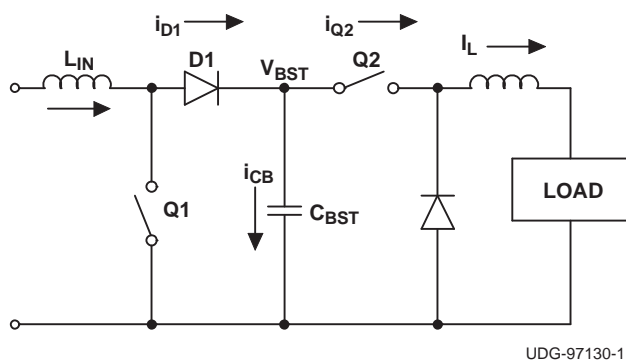 iD1
iQ2
IL
LIN
D1
VBST
Q2
iCB
Q1
CBST
LOAD
UDG-97130-1